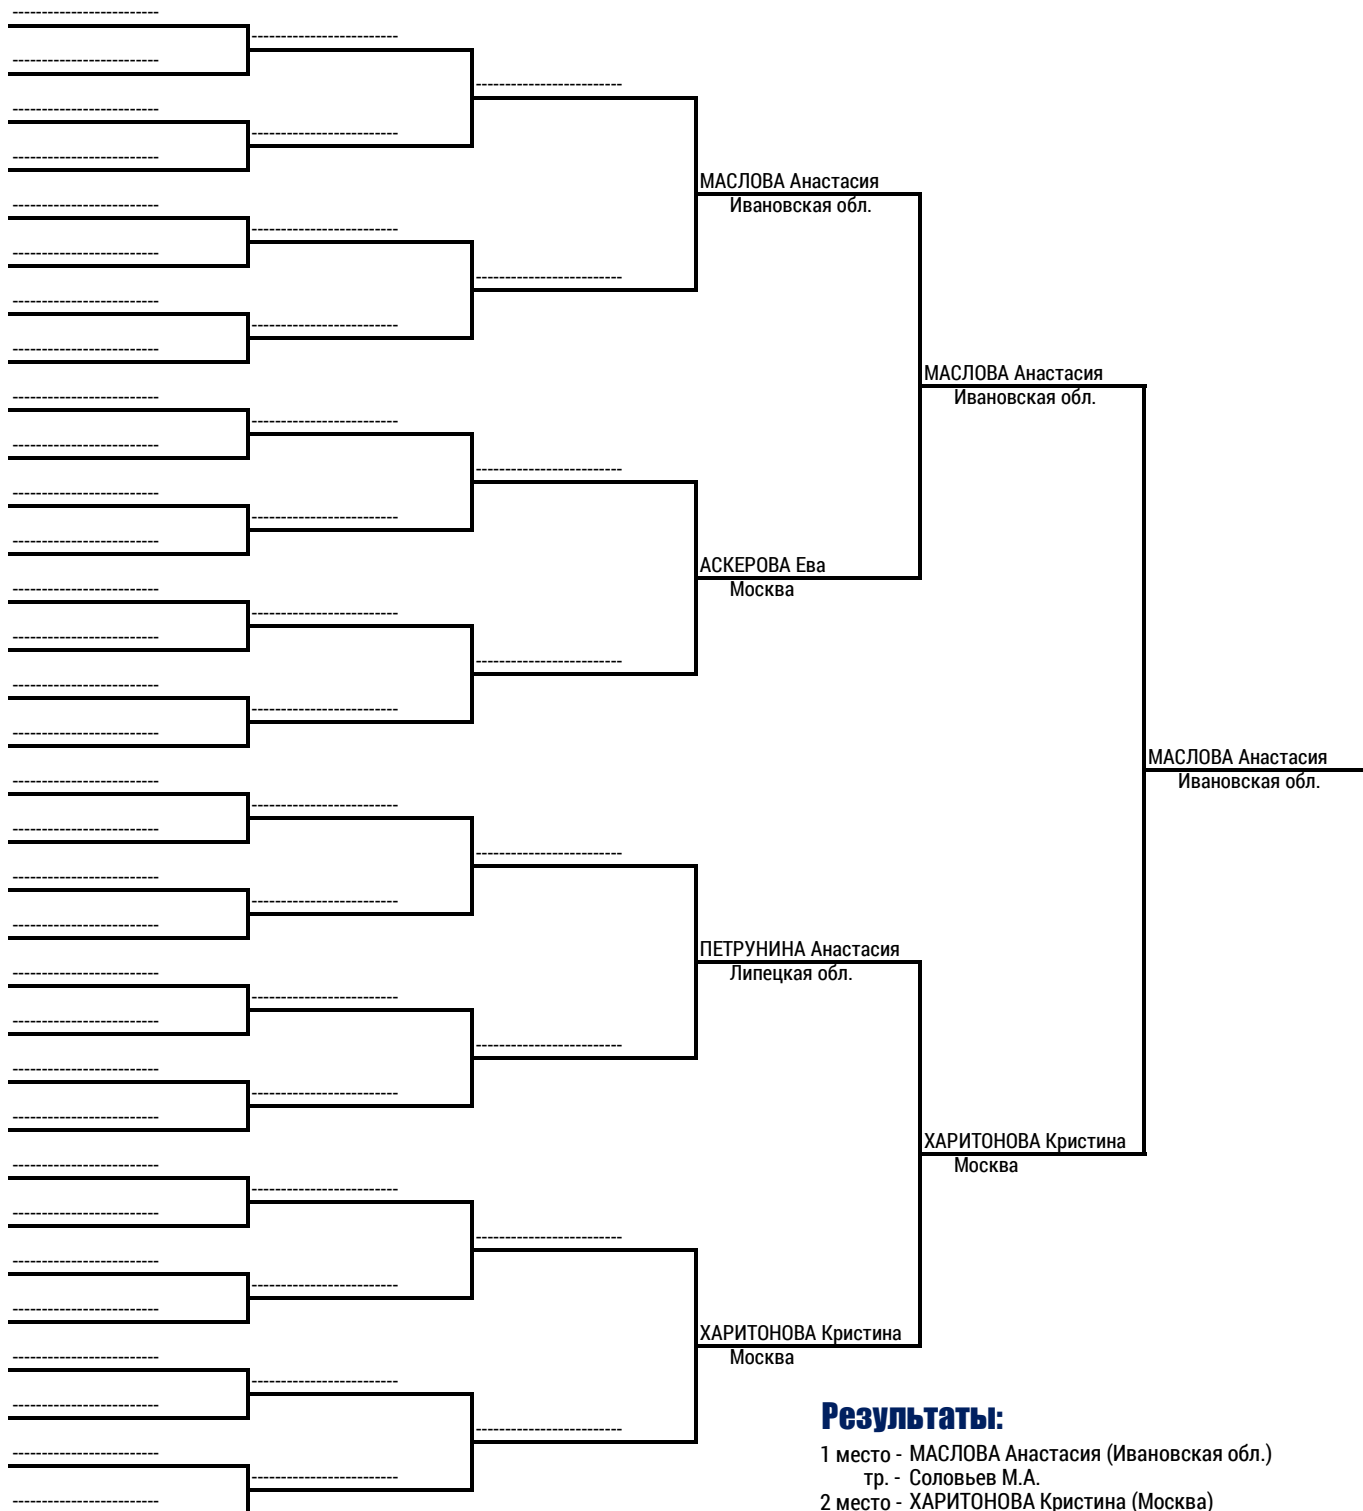 МАСЛОВА Анастасия
Ивановская обл.
МАСЛОВА Анастасия
Ивановская обл.
АСКЕРОВА Ева
Москва
МАСЛОВА Анастасия
Ивановская обл.
ПЕТРУНИНА Анастасия
Липецкая обл.
ХАРИТОНОВА Кристина
Москва
ХАРИТОНОВА Кристина
Москва
Результаты:
1 место - МАСЛОВА Анастасия (Ивановская обл.)
тр. - Соловьев М.А.
2 место - ХАРИТОНОВА Кристина (Москва)